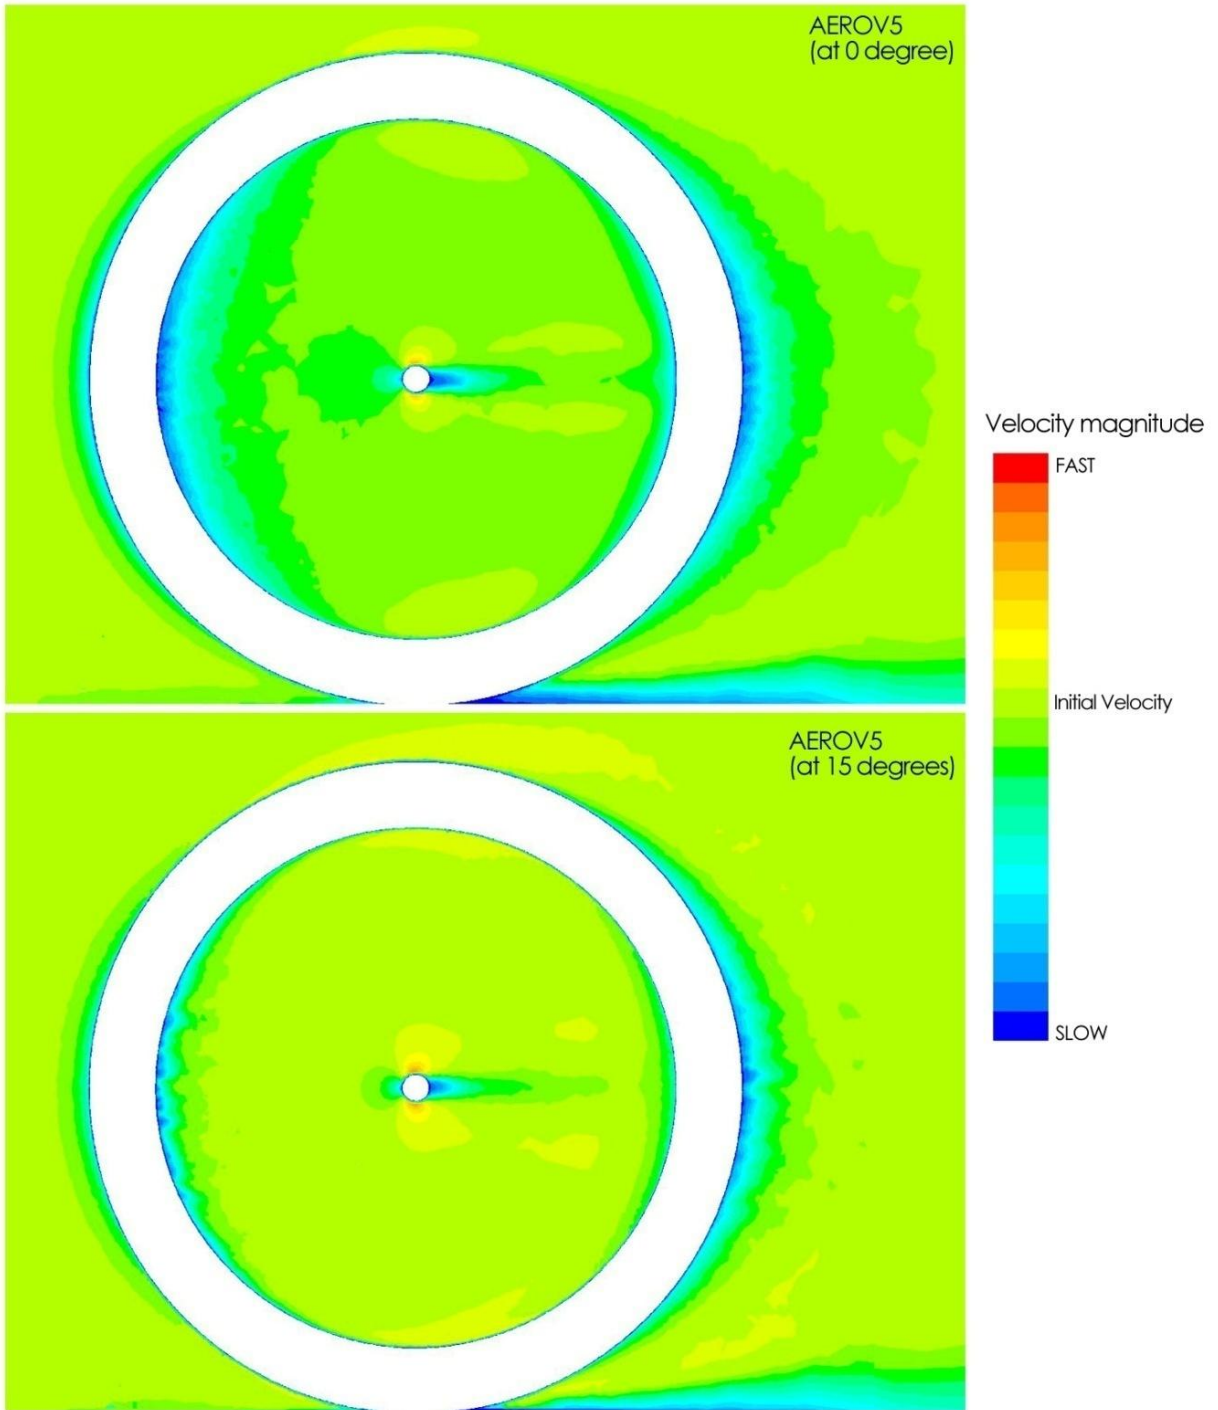 AEROV5
(at 0 degree)
Velocity magnitude
FAST
Initial Velocity
SLOW
AEROV5
(at 15 degrees)